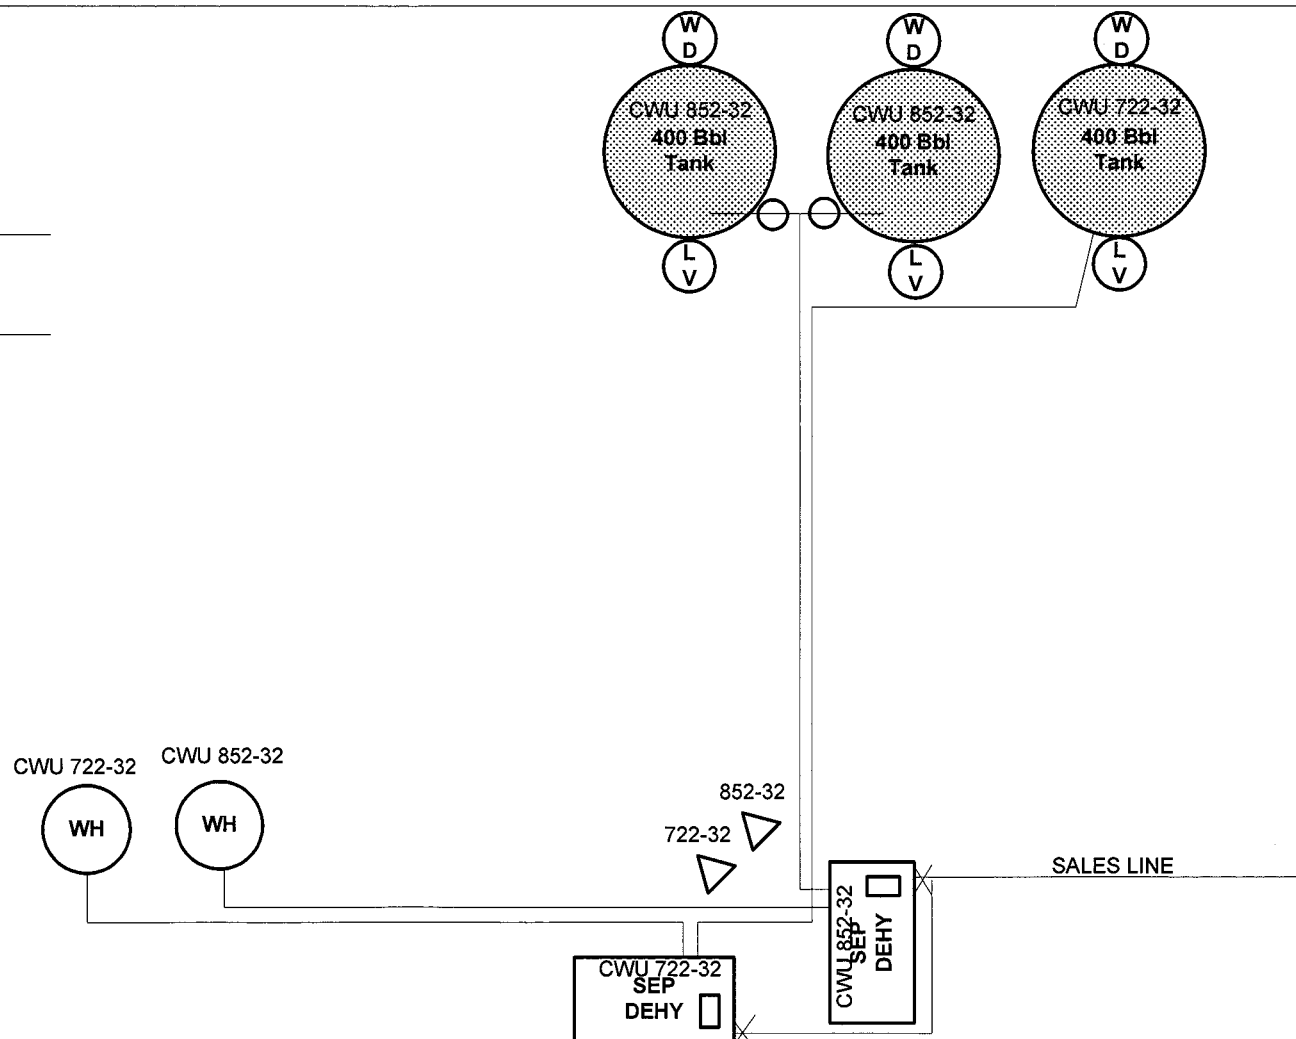 W
D
W
D
W
D
CWU 852-32
400 Bbl
Tank
CWU 852-32
400 Bbl
Tank
CWU 722-32
400 Bbl
Tank
L
V
L
V
L
V
CWU 722-32
CWU 852-32
WH
WH
852-32
722-32
SALES LINE
CWU 852-32
SEP
DEHY
CWU 722-32
SEP
DEHY